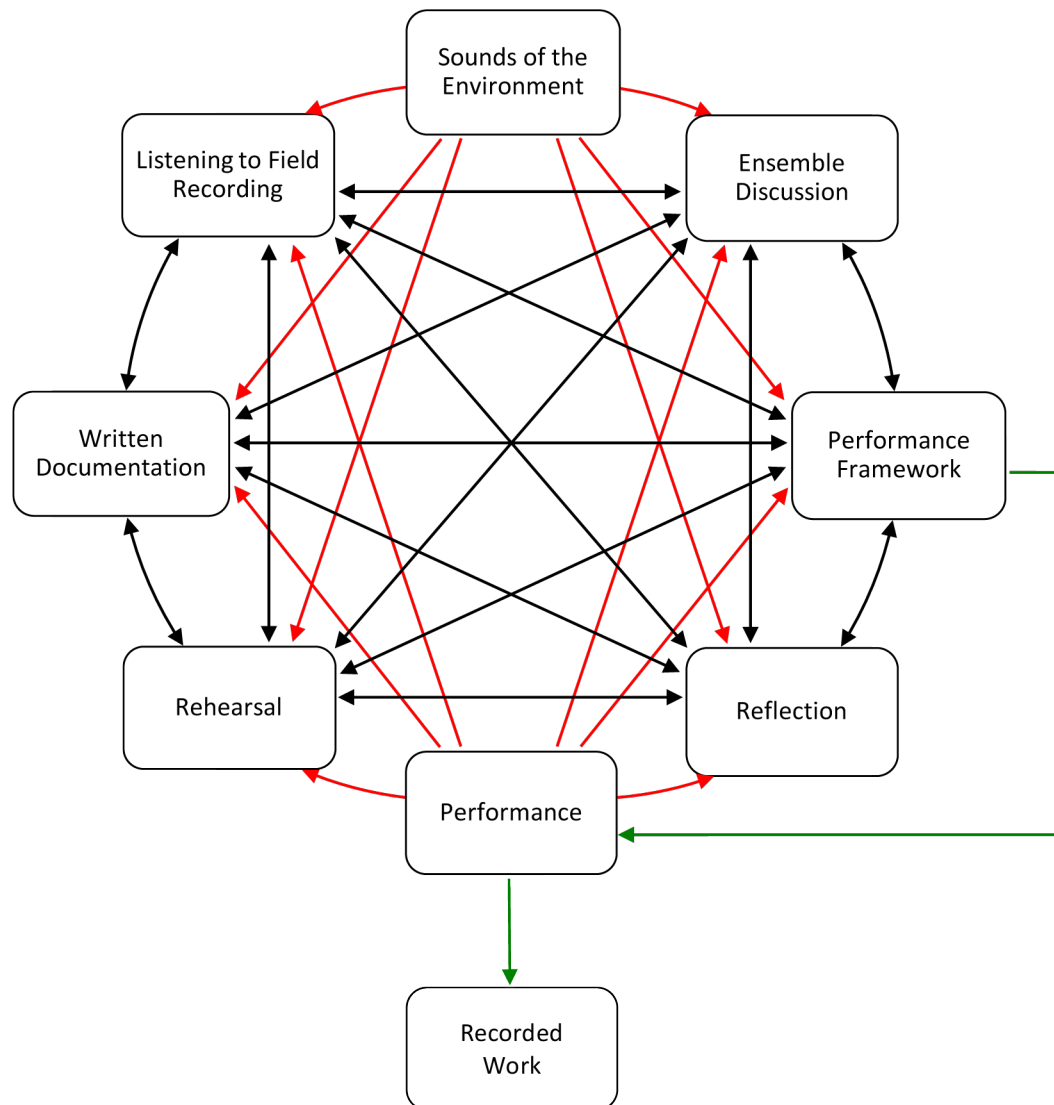 Sounds of the
Environment
Listening to Field
Recording
Ensemble
Discussion
Written
Documentation
Performance
Framework
Rehearsal
Reflection
Performance
Recorded
Work